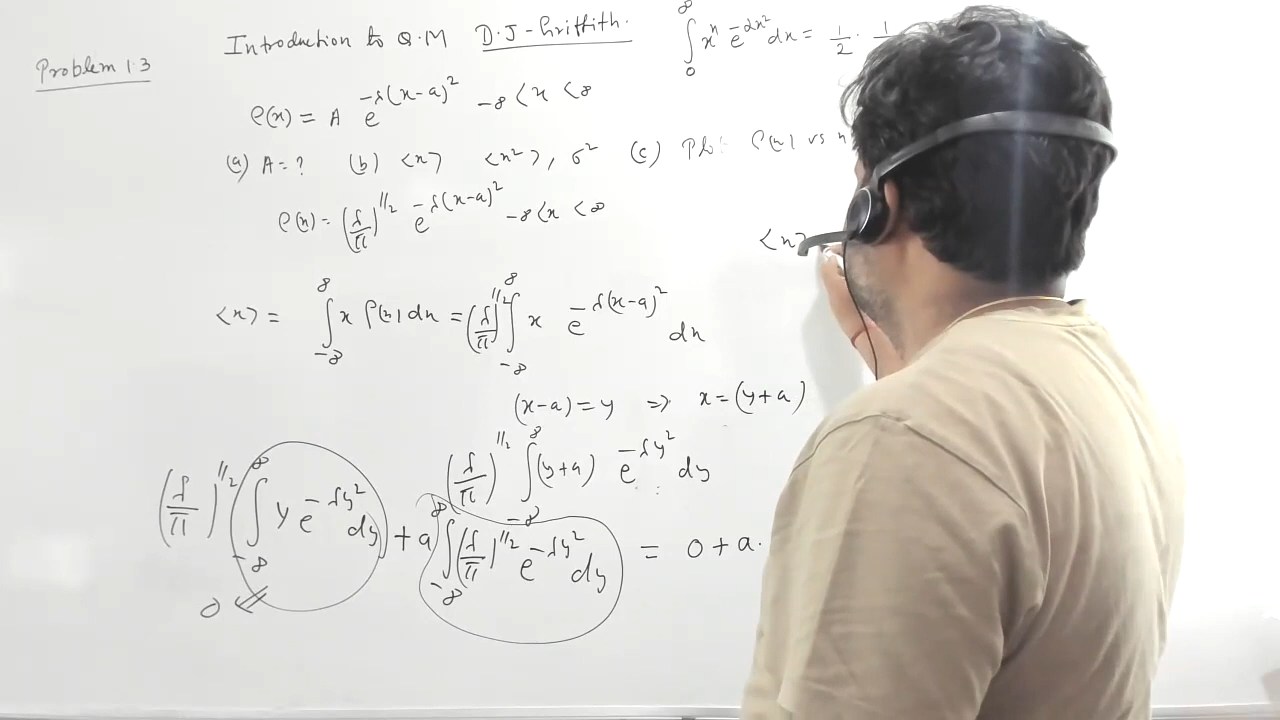 Introduction to Q.M D.J-Griffith.
Problem 1.3
∫₀^∞ xⁿ e^{-αx²} dx = 1/2 · 1
ρ(x) = A e^{-λ(x-a)²} -∞ < x < ∞
(a) A = ? (b) <x> <x²>, σ² (c) Plot ρ(x) vs x
ρ(x) = (λ/π)^{1/2} e^{-λ(x-a)²} -∞ < x < ∞
<x>
<x> = ∫_{-∞}^{∞} x ρ(x) dx = (λ/π)^{1/2} ∫_{-∞}^{∞} x e^{-λ(x-a)²} dx
(x-a) = y ⇒ x = (y+a)
(λ/π)^{1/2} ∫_{-∞}^{∞} (y+a) e^{-λy²} dy
(λ/π)^{1/2} ∫_{-∞}^{∞} y e^{-λy²} dy + a ∫_{-∞}^{∞} (λ/π)^{1/2} e^{-λy²} dy = 0 + a.
0 ⇐